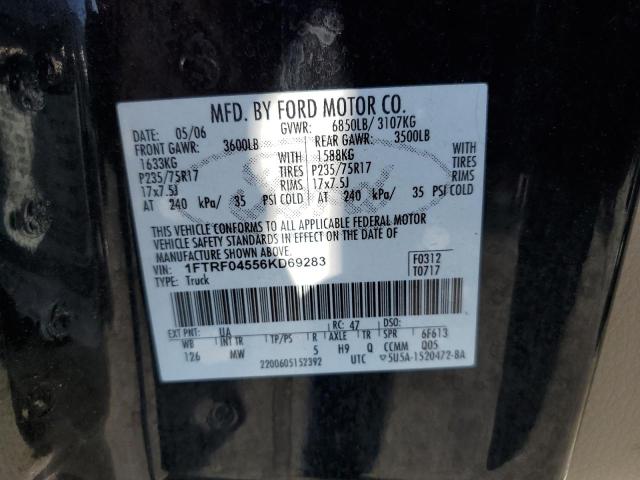 MFD. BY FORD MOTOR CO.
DATE: 05/06 GVWR: 6850LB/ 3107KG
FRONT GAWR: 3600LB REAR GAWR: 3500LB
1633KG WITH 1588KG WITH
P235/75R17 TIRES P235/75R17 TIRES
17x7.5J RIMS 17x7.5J RIMS
AT 240 kPa/ 35 PSI COLD AT 240 kPa/ 35 PSI COLD
THIS VEHICLE CONFORMS TO ALL APPLICABLE FEDERAL MOTOR
VEHICLE SAFETY STANDARDS IN EFFECT ON THE DATE OF
MANUFACTURE SHOWN ABOVE.
VIN: 1FTRF04556KD69283 F0312
TYPE: Truck T0717
EXT PNT: UA RC: 47 DSO:
WB INT TR TP/PS R AXLE TR SPR 6F613
126 MW 5 H9 Q CCMM Q05
2200605152392 UTC 5U5A-1520472-BA